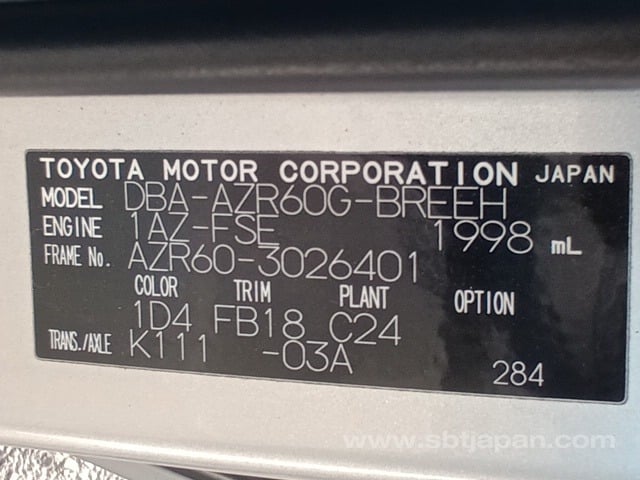 TOYOTA MOTOR CORPORATION JAPAN
MODEL DBA-AZR60G-BREEH
ENGINE 1AZ-FSE 1998 mL
FRAME No. AZR60-3026401
COLOR TRIM PLANT OPTION
1D4 FB18 C24
TRANS./AXLE K111 -03A
284
www.sbtjapan.com